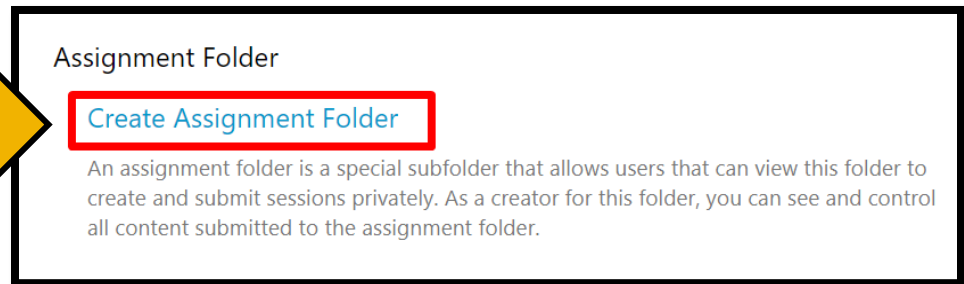 Assignment Folder
Create Assignment Folder
An assignment folder is a special subfolder that allows users that can view this folder to
create and submit sessions privately. As a creator for this folder, you can see and control
all content submitted to the assignment folder.